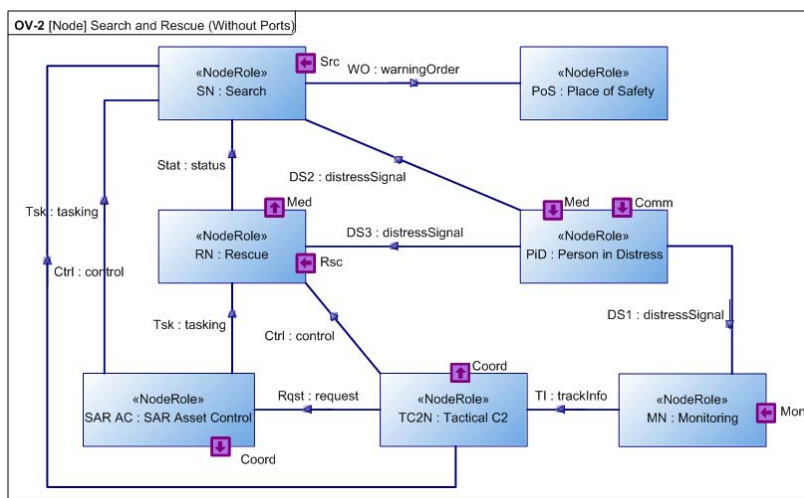 OV-2 [Node] Search and Rescue (Without Ports)
«NodeRole»
SN : Search
Src
WO : warningOrder
«NodeRole»
PoS : Place of Safety
Stat : status
DS2 : distressSignal
Tsk : tasking
Med
Med
Comm
«NodeRole»
RN : Rescue
DS3 : distressSignal
«NodeRole»
PiD : Person in Distress
Rsc
Ctrl : control
DS1 : distressSignal
Tsk : tasking
Ctrl : control
Coord
«NodeRole»
SAR AC : SAR Asset Control
Rqst : request
«NodeRole»
TC2N : Tactical C2
TI : trackInfo
«NodeRole»
MN : Monitoring
Mon
Coord